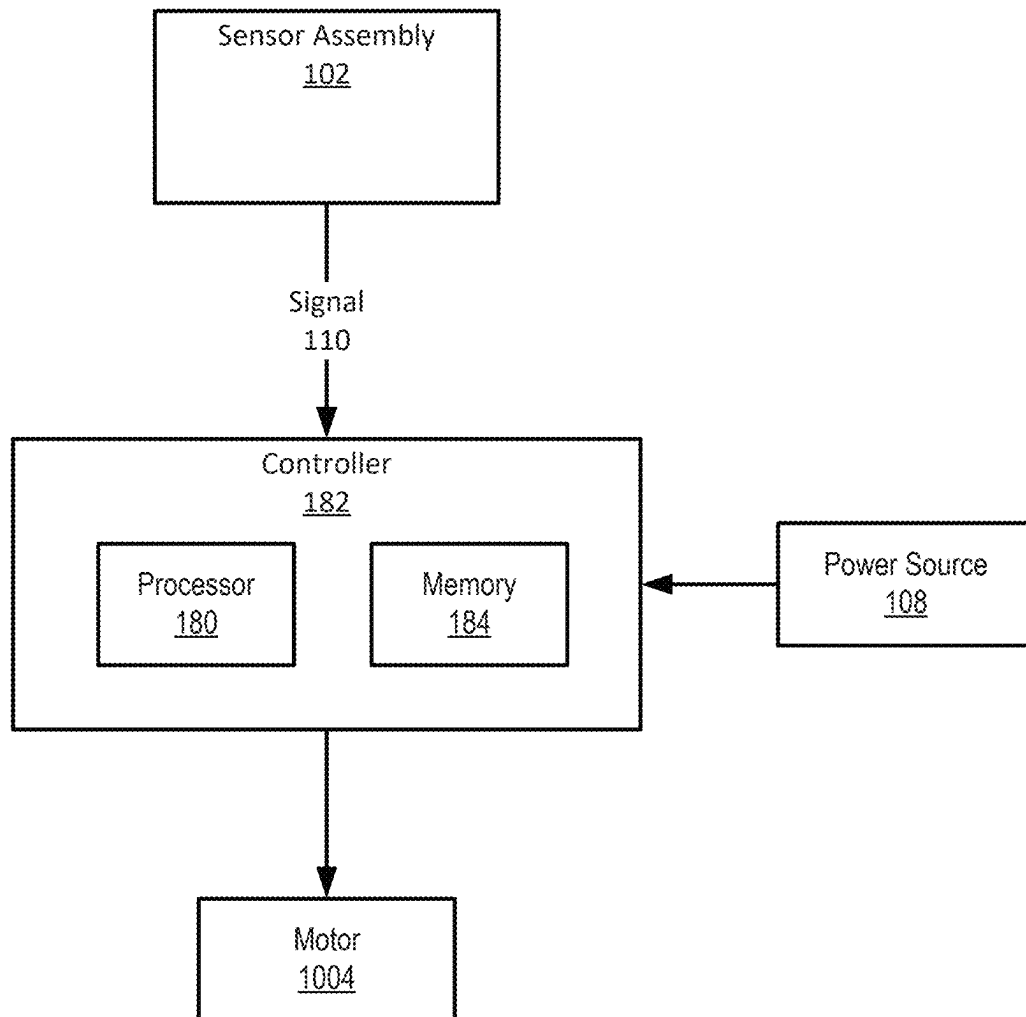 Sensor Assembly
102
Signal
110
Controller
182
Processor
180
Memory
184
Power Source
108
Motor
1004